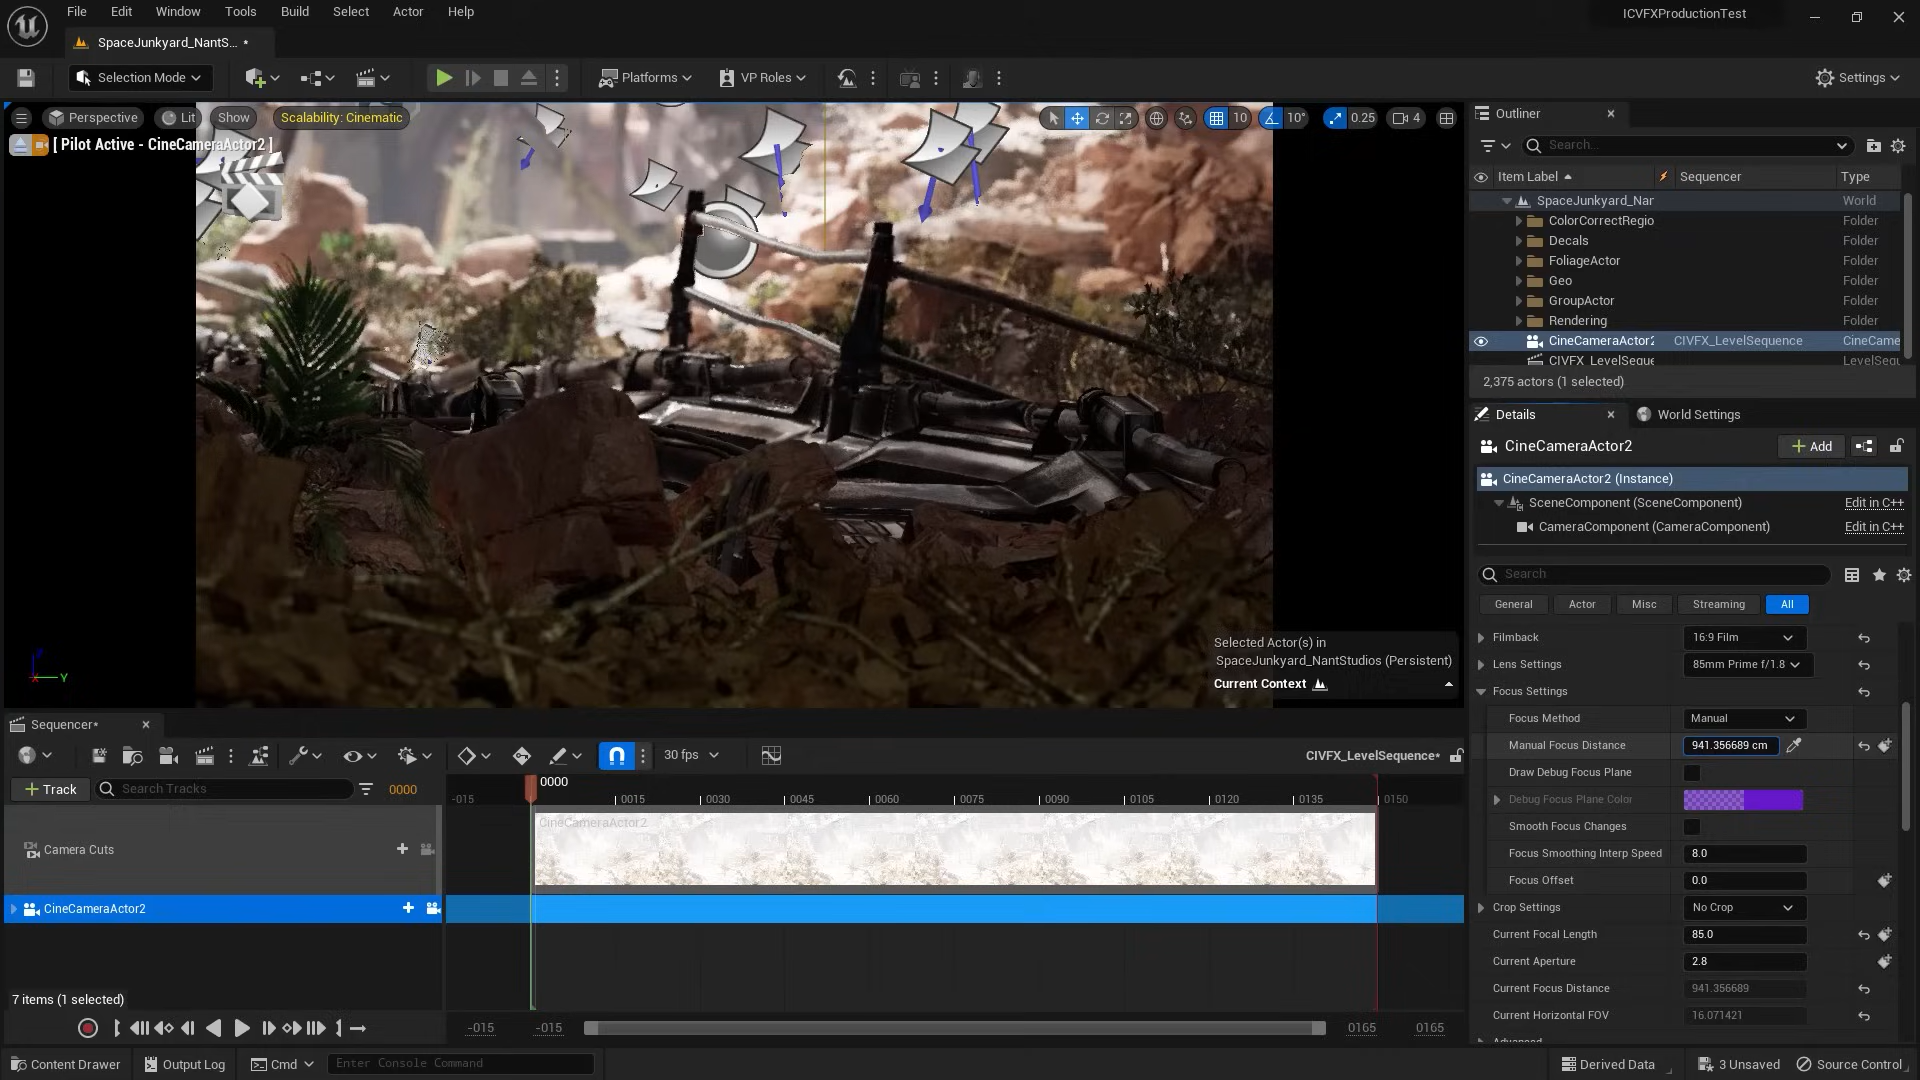 File Edit Window Tools Build Select Actor Help
ICVFXProductionTest
SpaceJunkyard_NantS... •
Selection Mode
Platforms
VP Roles
Settings
Perspective Lit Show Scalability: Cinematic
10 10° 0.25 4
[ Pilot Active - CineCameraActor2 ]
Selected Actor(s) in
SpaceJunkyard_NantStudios (Persistent)
Current Context
Z
X Y
Outliner
Search...
Item Label Sequencer Type
SpaceJunkyard_Nar World
ColorCorrectRegio Folder
Decals Folder
FoliageActor Folder
Geo Folder
GroupActor Folder
Rendering Folder
CineCameraActor2 CIVFX_LevelSequence CineCame
CIVFX_LevelSeque LevelSequ
2,375 actors (1 selected)
Details World Settings
CineCameraActor2
+ Add
CineCameraActor2 (Instance)
SceneComponent (SceneComponent) Edit in C++
CameraComponent (CameraComponent) Edit in C++
Search
General Actor Misc Streaming All
Filmback 16:9 Film
Lens Settings 85mm Prime f/1.8
Focus Settings
Focus Method Manual
Manual Focus Distance 941.356689 cm
Draw Debug Focus Plane
Debug Focus Plane Color
Smooth Focus Changes
Focus Smoothing Interp Speed 8.0
Focus Offset 0.0
Crop Settings No Crop
Current Focal Length 85.0
Current Aperture 2.8
Current Focus Distance 941.356689
Current Horizontal FOV 16.071421
Advanced
Sequencer*
30 fps
CIVFX_LevelSequence*
+ Track Search Tracks 0000
0000
-015 0015 0030 0045 0060 0075 0090 0105 0120 0135 0150
CineCameraActor2
Camera Cuts
CineCameraActor2
7 items (1 selected)
-015 -015 0165 0165
Content Drawer Output Log Cmd Enter Console Command
Derived Data 3 Unsaved Source Control